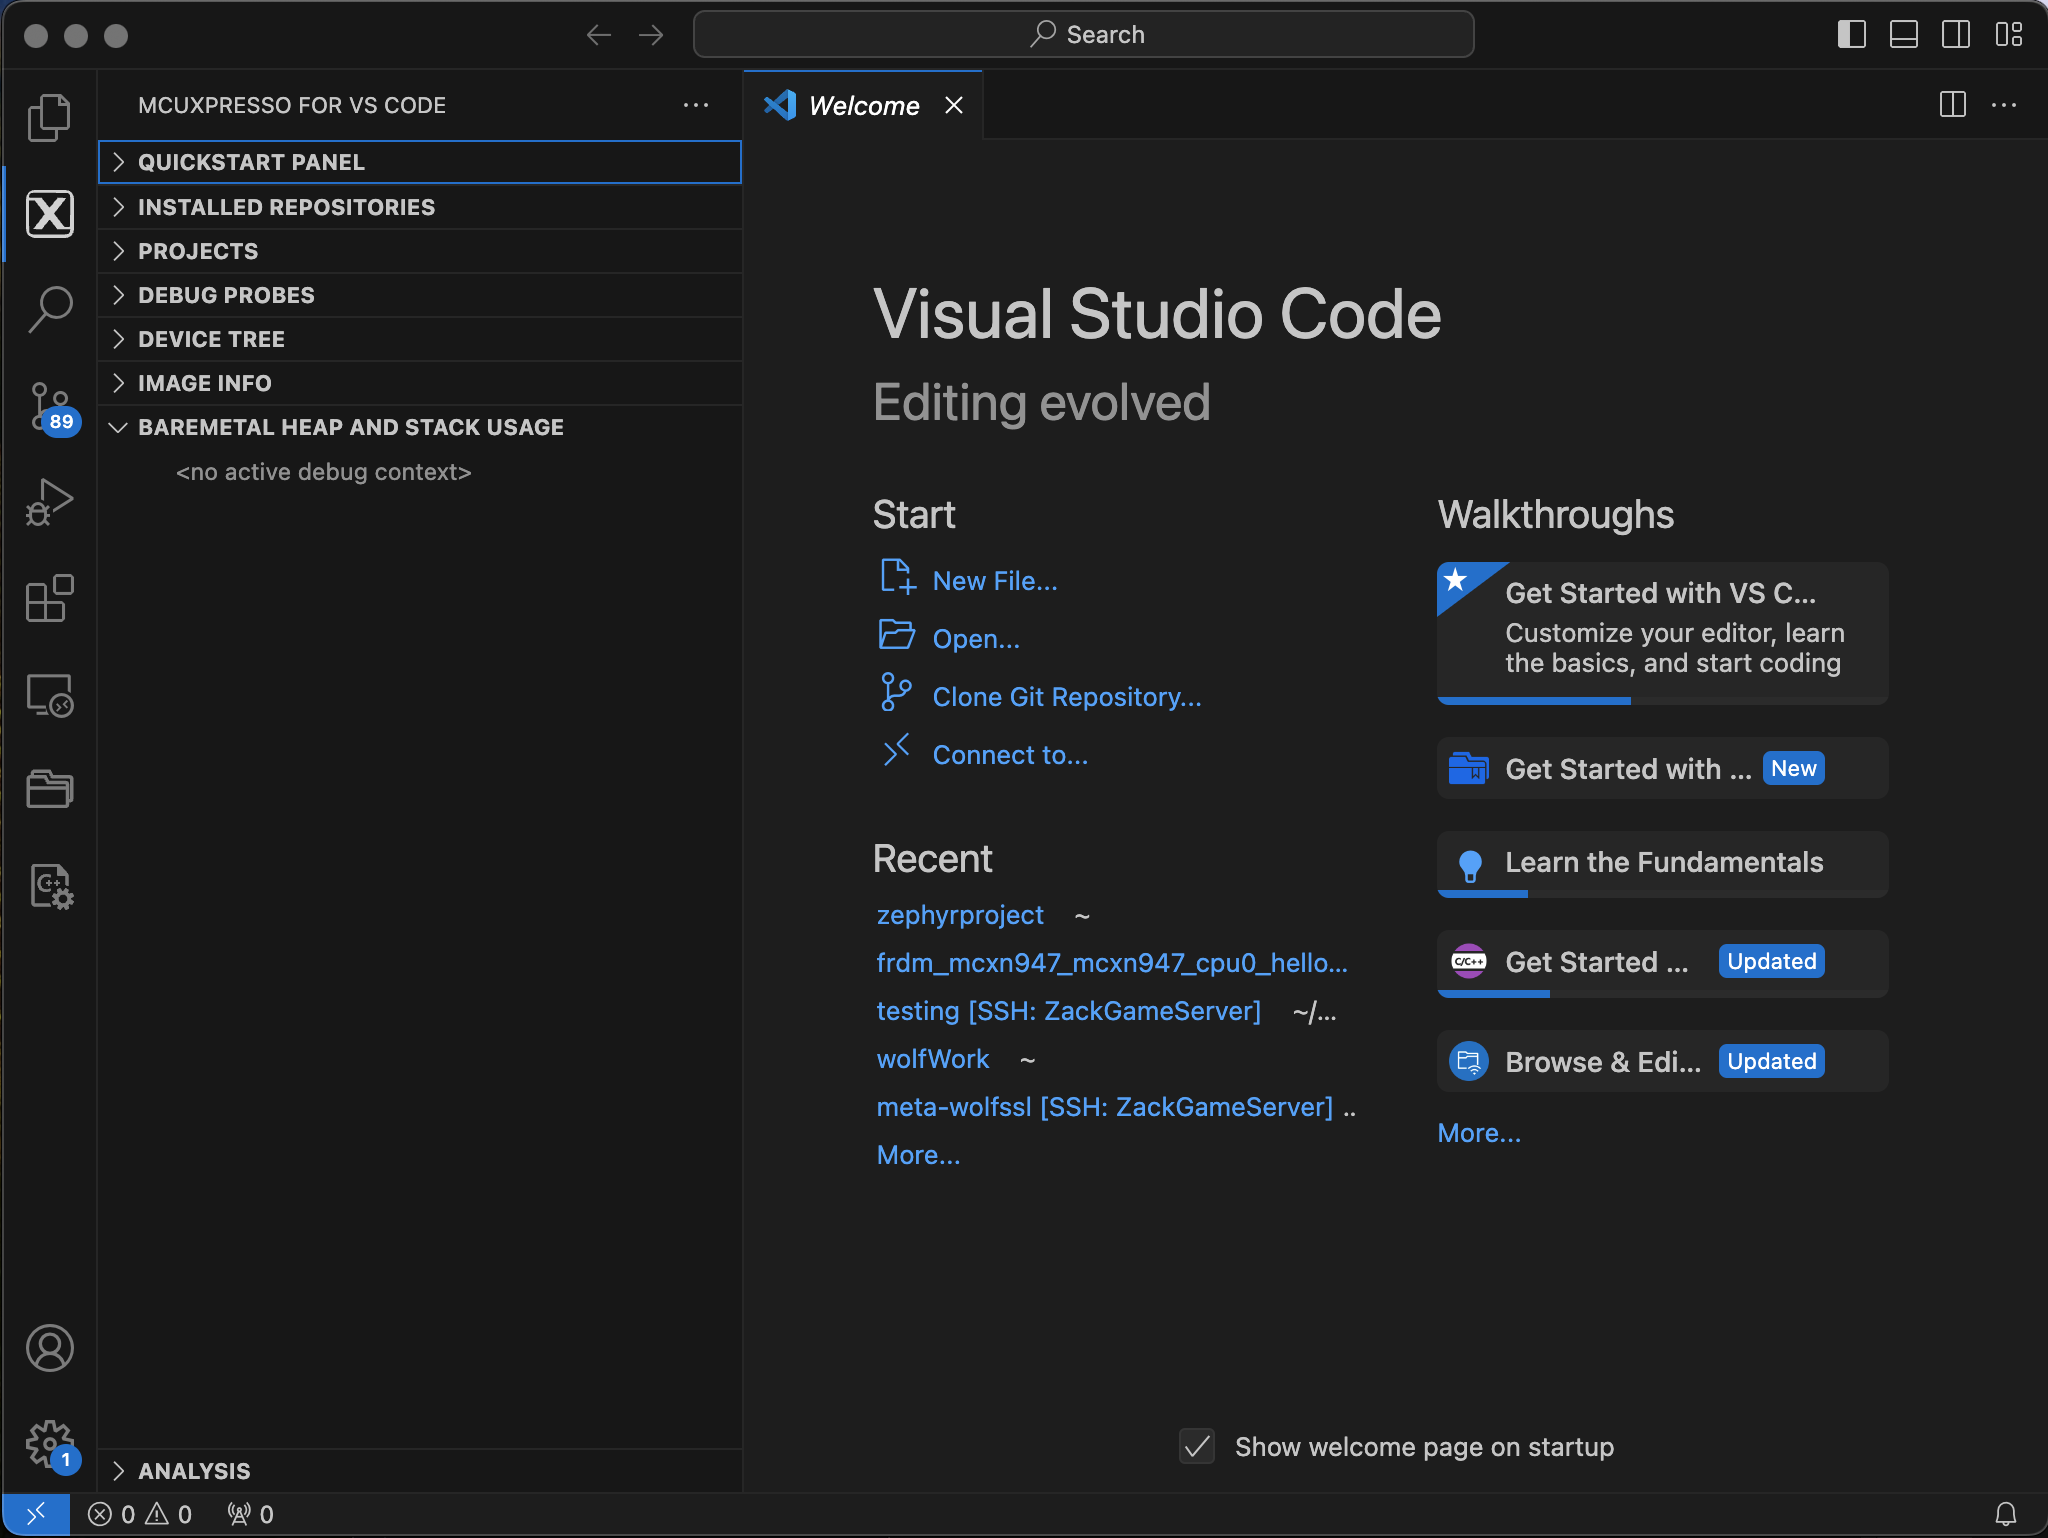 Search
MCUXPRESSO FOR VS CODE
QUICKSTART PANEL
INSTALLED REPOSITORIES
PROJECTS
DEBUG PROBES
DEVICE TREE
IMAGE INFO
BAREMETAL HEAP AND STACK USAGE
<no active debug context>
ANALYSIS
89
C++
1
Welcome
Visual Studio Code
Editing evolved
Start
New File...
Open...
Clone Git Repository...
Connect to...
Recent
zephyrproject ~
frdm_mcxn947_mcxn947_cpu0_hello...
testing [SSH: ZackGameServer] ~/...
wolfWork ~
meta-wolfssl [SSH: ZackGameServer] ..
More...
Walkthroughs
Get Started with VS C...
Customize your editor, learn
the basics, and start coding
Get Started with ... New
Learn the Fundamentals
C/C++ Get Started ... Updated
Browse & Edi... Updated
More...
Show welcome page on startup
0 0 0